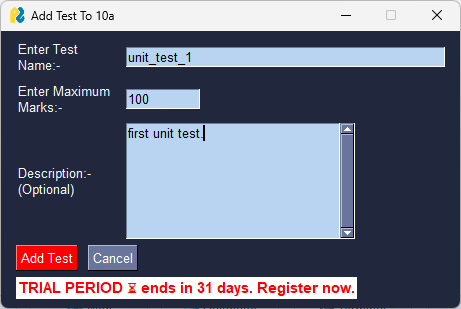 Add Test To 10a
Enter Test
Name:-
unit_test_1
Enter Maximum
Marks:-
100
Description:-
(Optional)
first unit test.
Add Test
Cancel
TRIAL PERIOD ⌛ ends in 31 days. Register now.